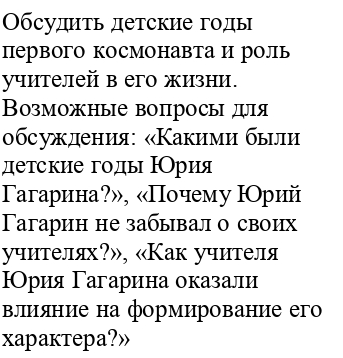 Обсудить детские годы
первого космонавта и роль
учителей в его жизни.
Возможные вопросы для
обсуждения: «Какими были
детские годы Юрия
Гагарина?», «Почему Юрий
Гагарин не забывал о своих
учителях?», «Как учителя
Юрия Гагарина оказали
влияние на формирование его
характера?»